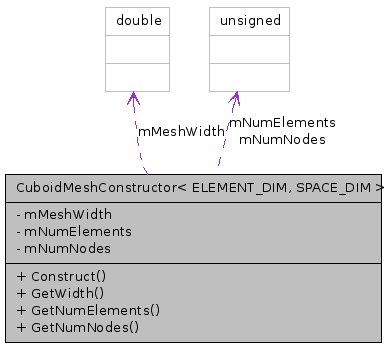 double
unsigned
mMeshWidth
mNumElements
mNumNodes
CuboidMeshConstructor< ELEMENT_DIM, SPACE_DIM >
- mMeshWidth
- mNumElements
- mNumNodes
+ Construct()
+ GetWidth()
+ GetNumElements()
+ GetNumNodes()